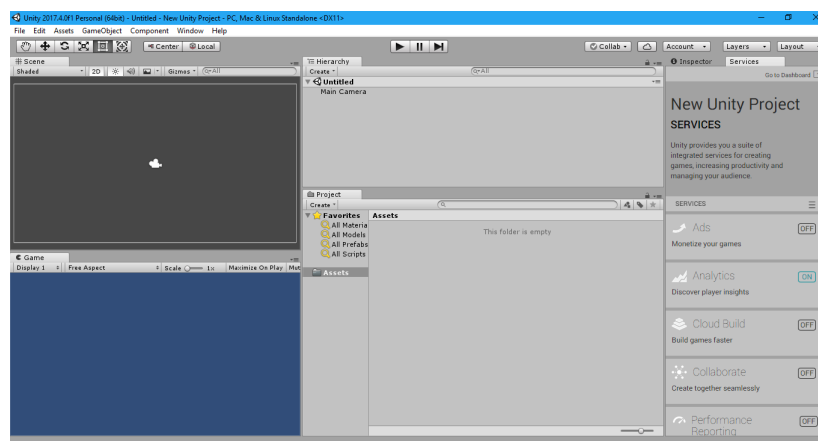 Unity 2017.4.0f1 Personal (64bit) - Untitled - New Unity Project - PC, Mac & Linux Standalone <DX11>
File Edit Assets GameObject Component Window Help
Center Local Collab Account Layers Layout
Scene
Shaded 2D Gizmos All
Hierarchy
Create All
Untitled
Main Camera
Inspector Services
Go to Dashboard
New Unity Project
SERVICES
Unity provides you a suite of
integrated services for creating
games, increasing productivity and
managing your audience.
SERVICES
Ads OFF
Monetize your games
Analytics ON
Discover player insights
Cloud Build OFF
Build games faster
Collaborate OFF
Create together seamlessly
Performance OFF
Reporting
Project
Create
Favorites
All Materia
All Models
All Prefabs
All Scripts
Assets
Assets
This folder is empty
Game
Display 1 Free Aspect Scale 1x Maximize On Play Mut